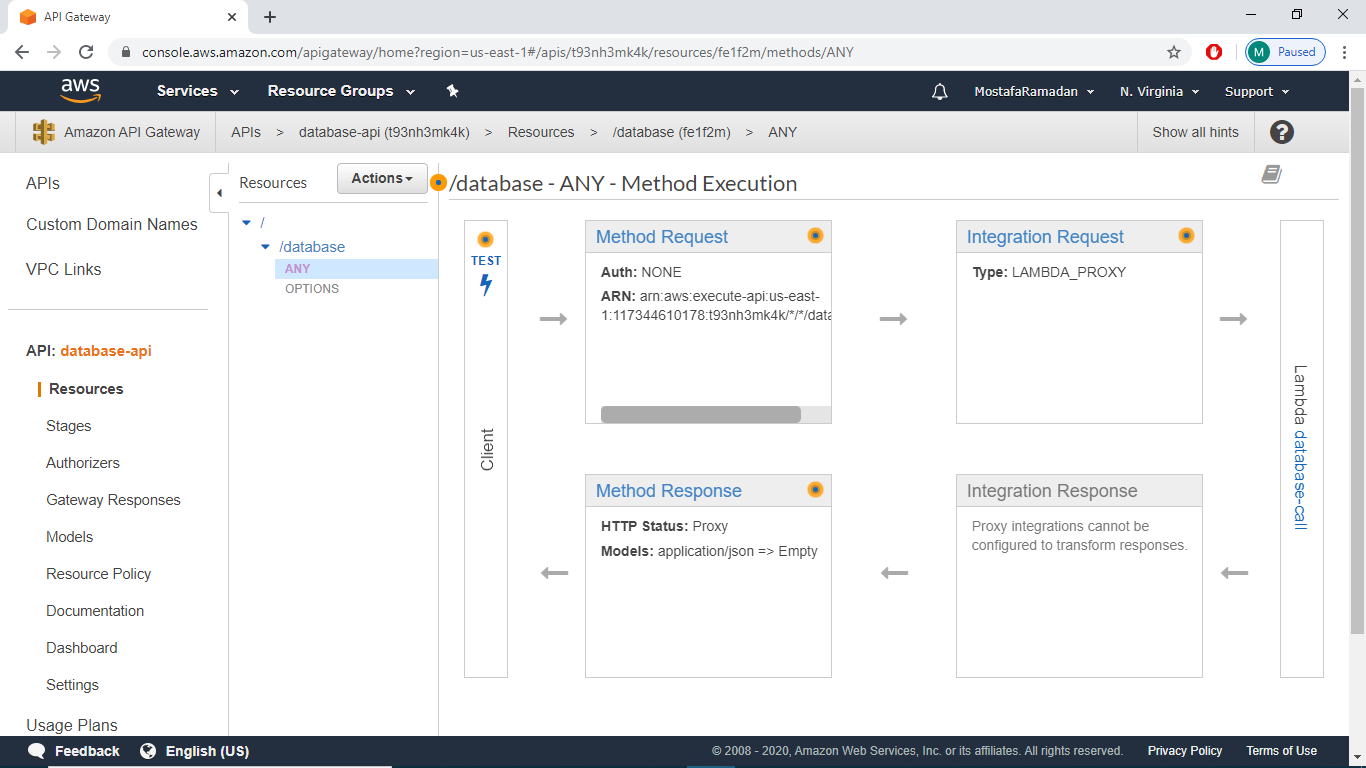 API Gateway
console.aws.amazon.com/apigateway/home?region=us-east-1#/apis/t93nh3mk4k/resources/fe1f2m/methods/ANY
M Paused
aws Services Resource Groups MostafaRamadan N. Virginia Support
Amazon API Gateway APIs > database-api (t93nh3mk4k) > Resources > /database (fe1f2m) > ANY Show all hints ?
APIs
Custom Domain Names
VPC Links
API: database-api
Resources
Stages
Authorizers
Gateway Responses
Models
Resource Policy
Documentation
Dashboard
Settings
Usage Plans
Resources Actions
/
/database
ANY
OPTIONS
/database - ANY - Method Execution
TEST
Client
Method Request
Auth: NONE
ARN: arn:aws:execute-api:us-east-
1:117344610178:t93nh3mk4k/*/*/data
Integration Request
Type: LAMBDA_PROXY
Lambda database-call
Method Response
HTTP Status: Proxy
Models: application/json => Empty
Integration Response
Proxy integrations cannot be
configured to transform responses.
Feedback English (US) © 2008 - 2020, Amazon Web Services, Inc. or its affiliates. All rights reserved. Privacy Policy Terms of Use